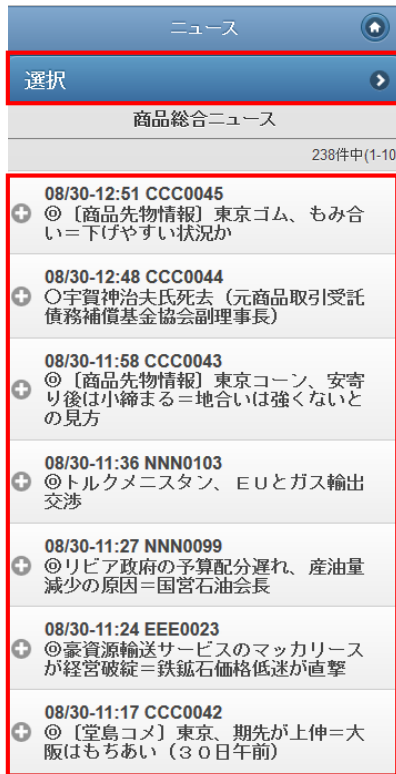 ニュース
選択
商品総合ニュース
238件中(1-10
08/30-12:51 CCC0045
◎〔商品先物情報〕東京ゴム、もみ合
い＝下げやすい状況か
08/30-12:48 CCC0044
○宇賀神治夫氏死去（元商品取引受託
債務補償基金協会副理事長）
08/30-11:58 CCC0043
◎〔商品先物情報〕東京コーン、安寄
り後は小締まる＝地合いは強くないと
の見方
08/30-11:36 NNN0103
◎トルクメニスタン、ＥＵとガス輸出
交渉
08/30-11:27 NNN0099
◎リビア政府の予算配分遅れ、産油量
減少の原因＝国営石油会長
08/30-11:24 EEE0023
◎豪資源輸送サービスのマッカリース
が経営破綻＝鉄鉱石価格低迷が直撃
08/30-11:17 CCC0042
◎〔堂島コメ〕東京、期先が上伸＝大
阪はもちあい（３０日午前）